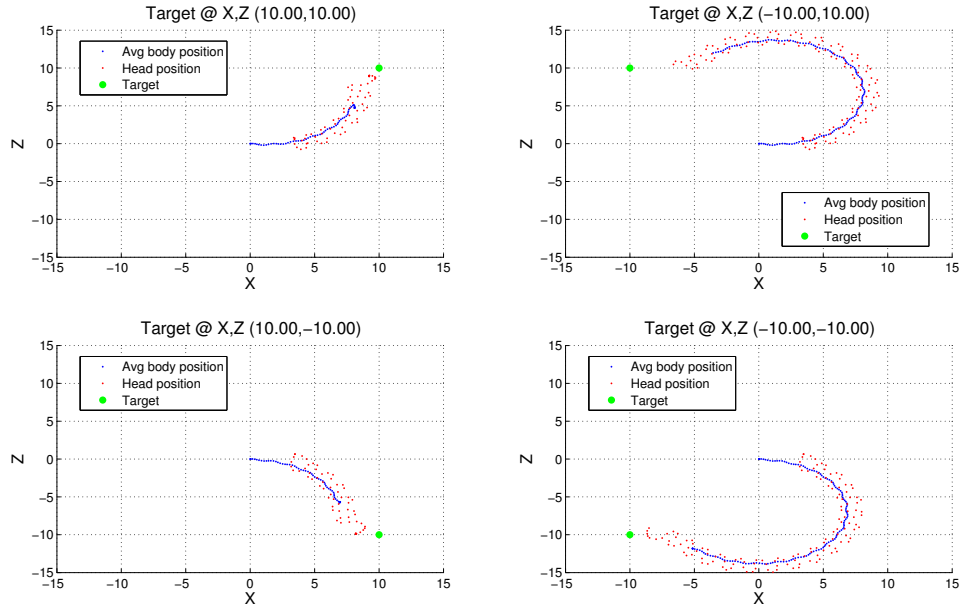 Target @ X,Z (10.00,10.00)
15
10
5
0
−5
−10
−15
Z
Avg body position
Head position
Target
−15 −10 −5 0 5 10 15
X
Target @ X,Z (−10.00,10.00)
15
10
5
0
−5
−10
−15
Z
Avg body position
Head position
Target
−15 −10 −5 0 5 10 15
X
Target @ X,Z (10.00,−10.00)
15
10
5
0
−5
−10
−15
Z
Avg body position
Head position
Target
−15 −10 −5 0 5 10 15
X
Target @ X,Z (−10.00,−10.00)
15
10
5
0
−5
−10
−15
Z
Avg body position
Head position
Target
−15 −10 −5 0 5 10 15
X